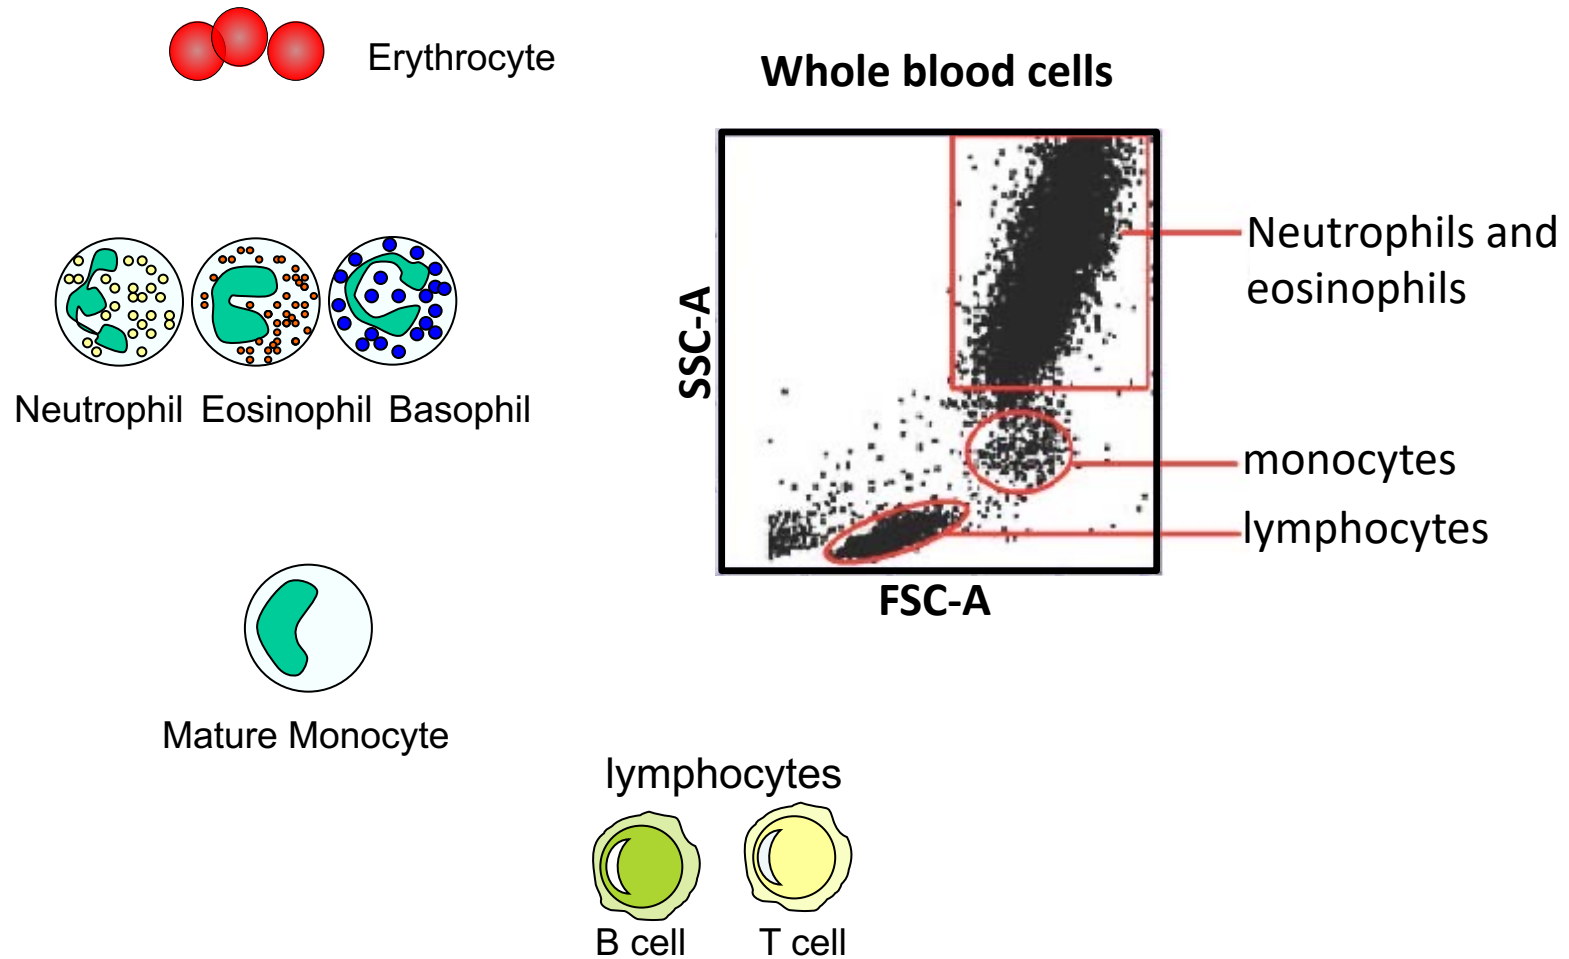 Erythrocyte
Whole blood cells
Neutrophils and
eosinophils
SSC-A
Neutrophil Eosinophil Basophil
monocytes
lymphocytes
FSC-A
Mature Monocyte
lymphocytes
B cell
T cell